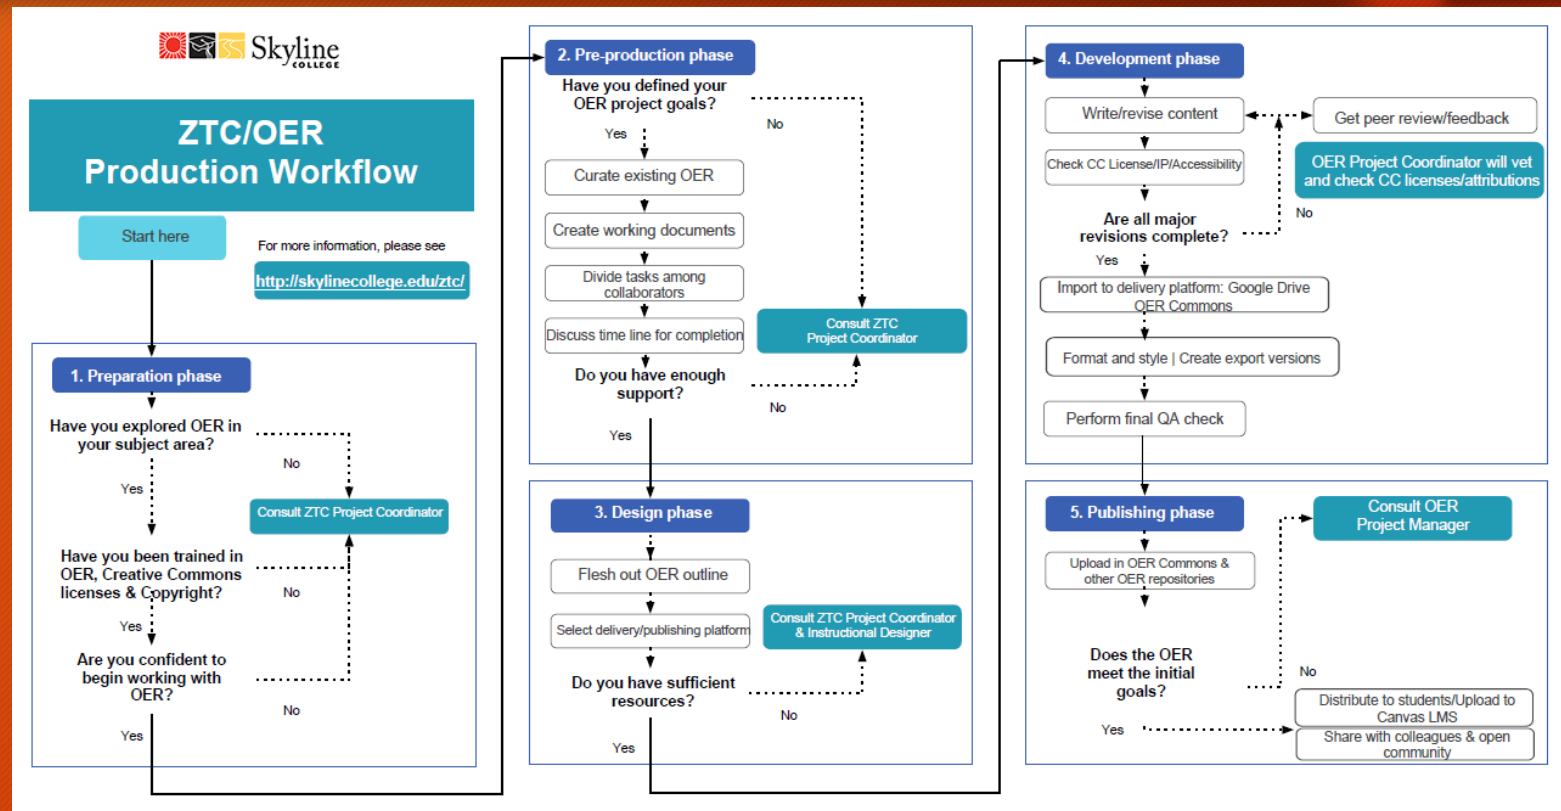 Skyline
COLLEGE
ZTC/OER
Production Workflow
Start here
For more information, please see
http://skylinecollege.edu/ztc/
1. Preparation phase
Have you explored OER in
your subject area?
No
Yes
Consult ZTC Project Coordinator
Have you been trained in
OER, Creative Commons
licenses & Copyright?
No
Yes
Are you confident to
begin working with
OER?
No
Yes
2. Pre-production phase
Have you defined your
OER project goals?
Yes
No
Curate existing OER
Create working documents
Divide tasks among
collaborators
Discuss time line for completion
Consult ZTC
Project Coordinator
Do you have enough
support?
No
Yes
3. Design phase
Flesh out OER outline
Select delivery/publishing platform
Consult ZTC Project Coordinator
& Instructional Designer
Do you have sufficient
resources?
No
Yes
4. Development phase
Write/revise content
Get peer review/feedback
Check CC License/IP/Accessibility
OER Project Coordinator will vet
and check CC licenses/attributions
No
Are all major
revisions complete?
Yes
Import to delivery platform: Google Drive
OER Commons
Format and style | Create export versions
Perform final QA check
5. Publishing phase
Consult OER
Project Manager
Upload in OER Commons &
other OER repositories
Does the OER
meet the initial
goals?
No
Yes
Distribute to students/Upload to
Canvas LMS
Share with colleagues & open
community